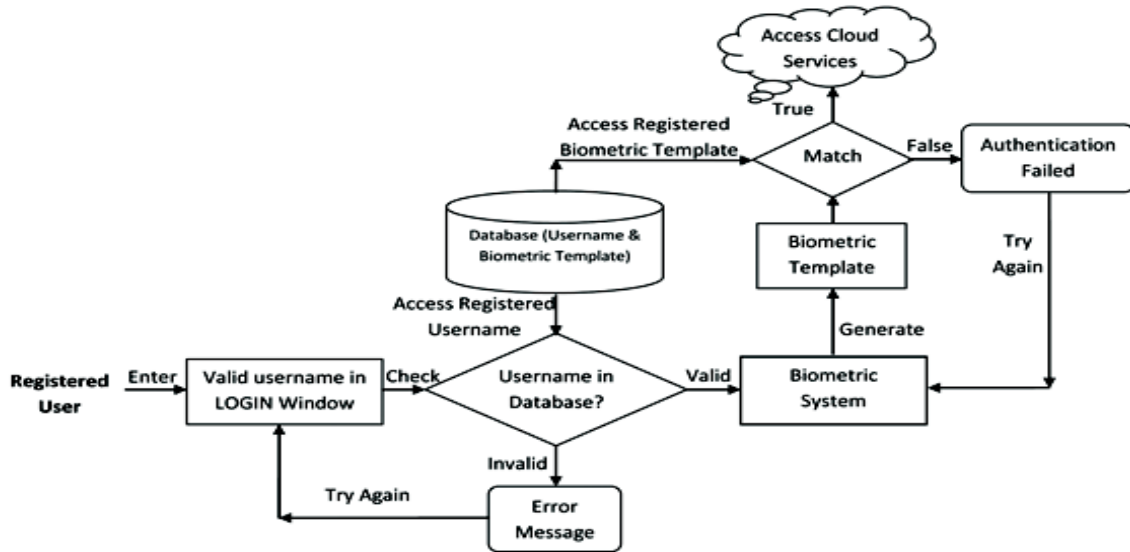 Access Cloud
Services
True
Access Registered
Biometric Template
Match
False
Authentication
Failed
Database (Username &
Biometric Template)
Biometric
Template
Try
Again
Access Registered
Username
Generate
Registered
User
Enter
Valid username in
LOGIN Window
Check
Username in
Database?
Valid
Biometric
System
Invalid
Try Again
Error
Message